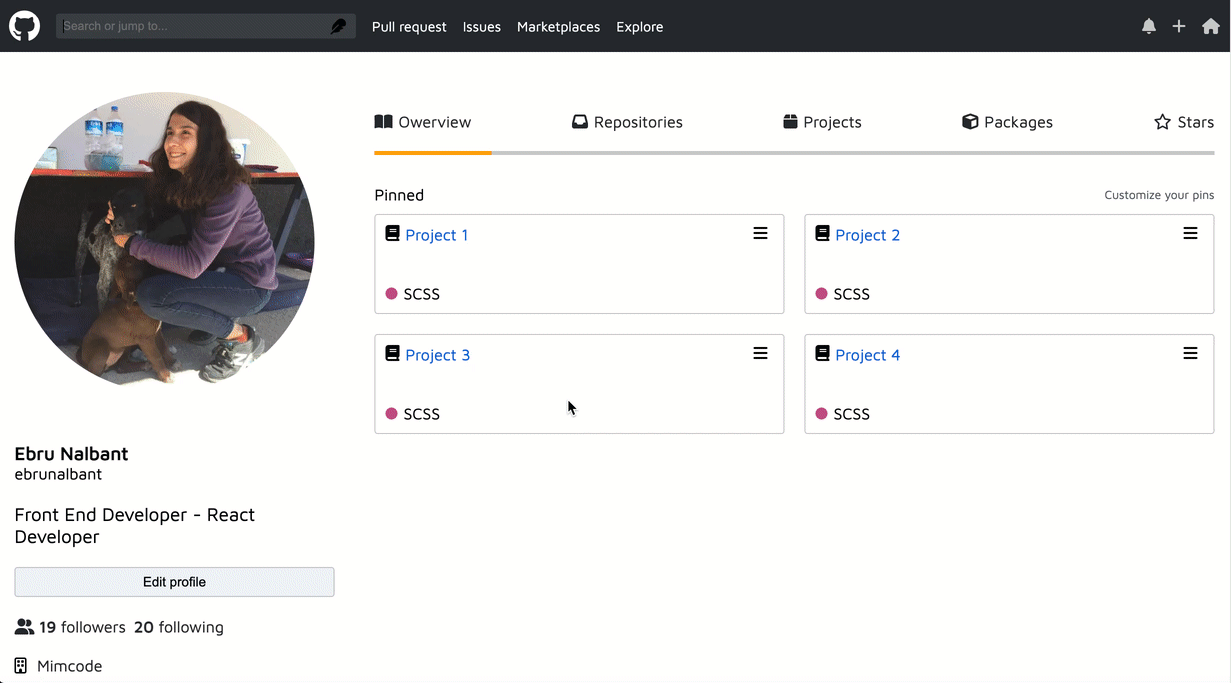 Search or jump to...
Pull request Issues Marketplaces Explore
Owerview Repositories Projects Packages Stars
Pinned
Customize your pins
Project 1
SCSS
Project 2
SCSS
Project 3
SCSS
Project 4
SCSS
Ebru Nalbant
ebrunalbant
Front End Developer - React
Developer
Edit profile
19 followers 20 following
Mimcode